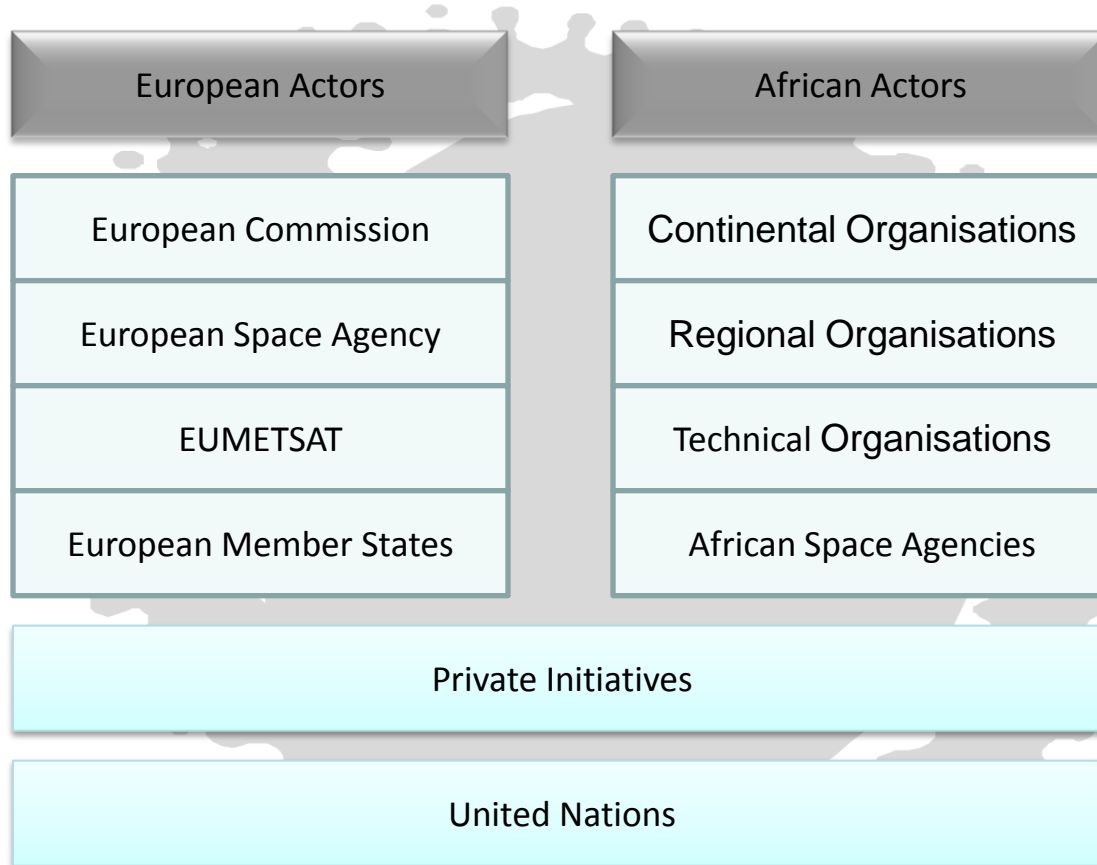 European Actors
African Actors
European Commission
European Space Agency
EUMETSAT
European Member States
Continental Organisations
Regional Organisations
Technical Organisations
African Space Agencies
Private Initiatives
United Nations